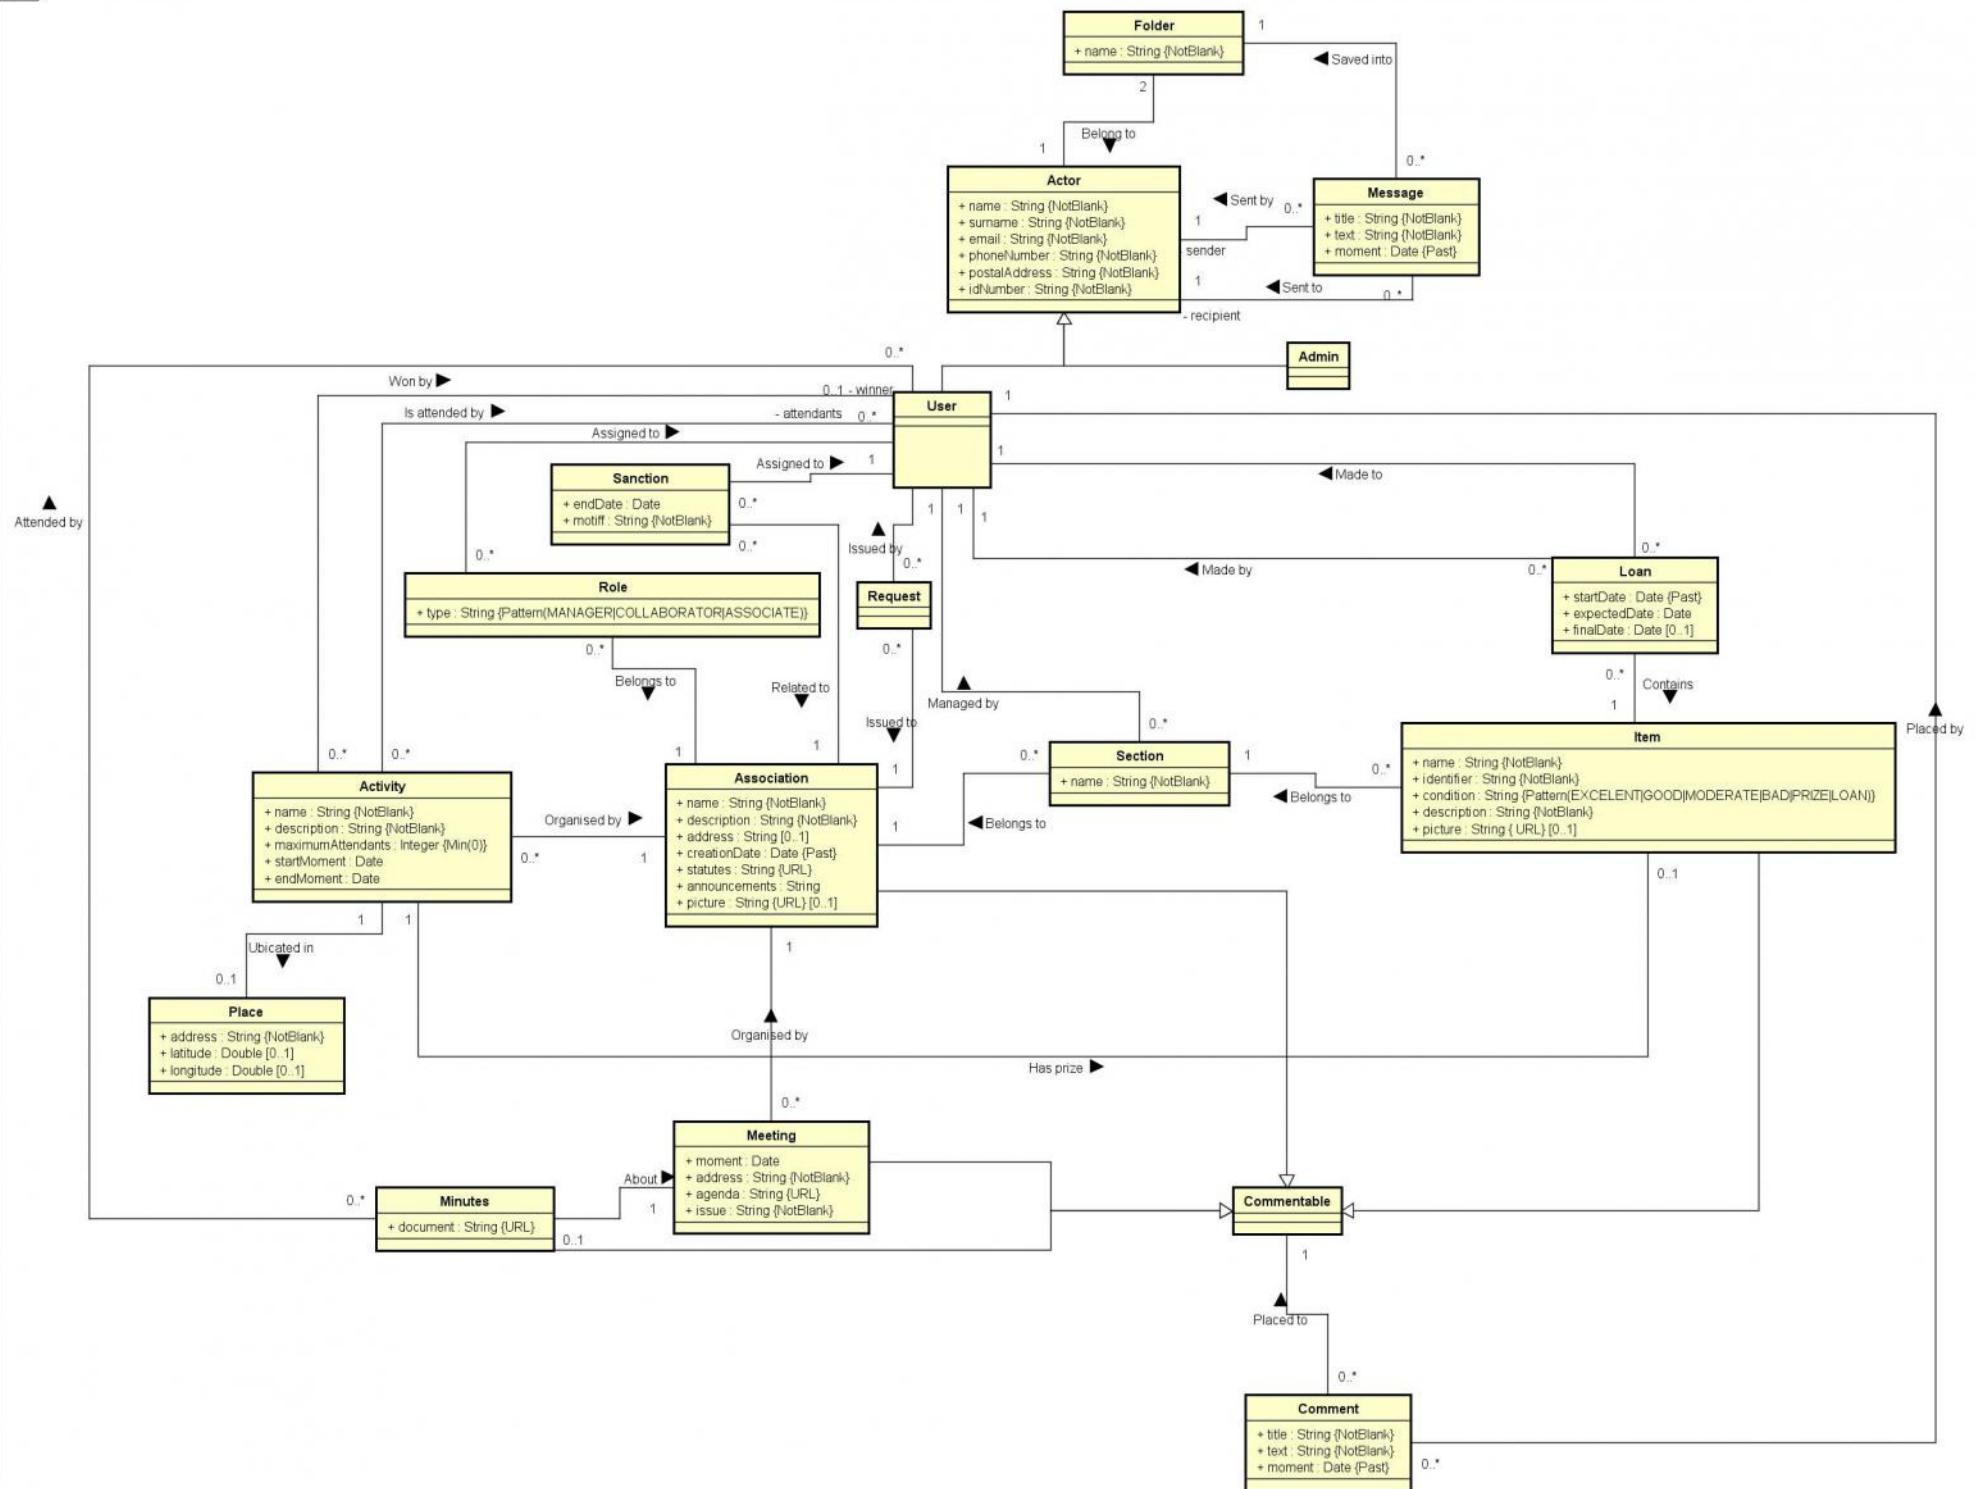 Folder
+ name : String {NotBlank}
1
Saved into
2
Belong to
1
0..*
Actor
+ name : String {NotBlank}
+ surname : String {NotBlank}
+ email : String {NotBlank}
+ phoneNumber : String {NotBlank}
+ postalAddress : String {NotBlank}
+ idNumber : String {NotBlank}
Message
+ title : String {NotBlank}
+ text : String {NotBlank}
+ moment : Date {Past}
Sent by
0..*
1
sender
1
Sent to
0..*
- recipient
Admin
0..*
Won by
0..1 - winner
Is attended by
- attendants
0..*
Assigned to
User
1
1
Assigned to
1
Made to
Sanction
+ endDate : Date
+ motiff : String {NotBlank}
0..*
0..*
Attended by
1
1
1
Issued by
0..*
0..*
Made by
0..*
0..*
Loan
+ startDate : Date {Past}
+ expectedDate : Date
+ finalDate : Date [0..1]
Role
+ type : String {Pattern(MANAGER|COLLABORATOR|ASSOCIATE)}
Request
0..*
0..*
Belongs to
Related to
Managed by
Issued to
0..*
Contains
1
Placed by
0..*
0..*
1
1
1
0..*
0..*
1
0..*
Activity
+ name : String {NotBlank}
+ description : String {NotBlank}
+ maximumAttendants : Integer {Min(0)}
+ startMoment : Date
+ endMoment : Date
Organised by
0..*
1
Association
+ name : String {NotBlank}
+ description : String {NotBlank}
+ address : String [0..1]
+ creationDate : Date {Past}
+ statutes : String {URL}
+ announcements : String
+ picture : String {URL} [0..1]
Section
+ name : String {NotBlank}
1
Belongs to
Belongs to
Item
+ name : String {NotBlank}
+ identifier : String {NotBlank}
+ condition : String {Pattern(EXCELENT|GOOD|MODERATE|BAD|PRIZE|LOAN)}
+ description : String {NotBlank}
+ picture : String { URL} [0..1]
0..1
1
1
Ubicated in
0..1
1
Place
+ address : String {NotBlank}
+ latitude : Double [0..1]
+ longitude : Double [0..1]
Organised by
Has prize
0..*
Meeting
+ moment : Date
+ address : String {NotBlank}
+ agenda : String {URL}
+ issue : String {NotBlank}
About
1
0..*
Minutes
+ document : String {URL}
0..1
Commentable
1
Placed to
0..*
Comment
+ title : String {NotBlank}
+ text : String {NotBlank}
+ moment : Date {Past}
0..*